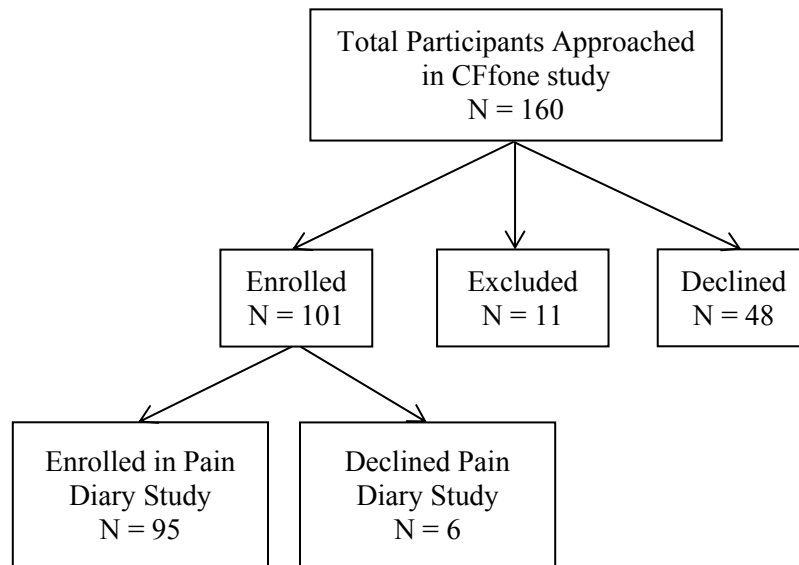 Total Participants Approached
in CFfone study
N = 160
Enrolled
N = 101
Excluded
N = 11
Declined
N = 48
Enrolled in Pain
Diary Study
N = 95
Declined Pain
Diary Study
N = 6